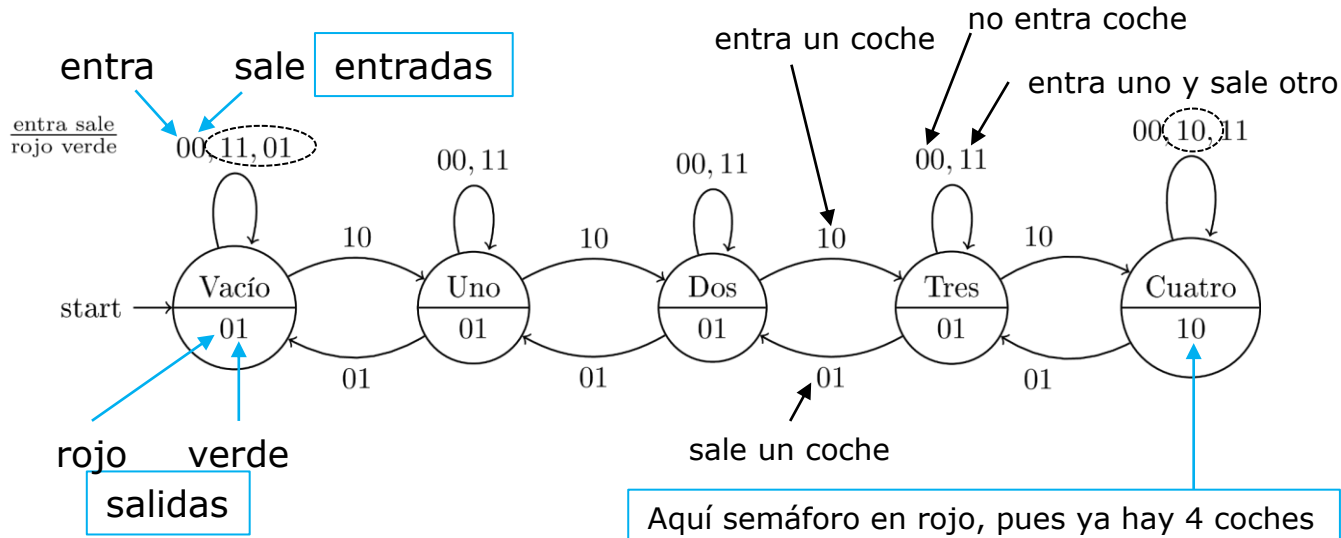 entra un coche
no entra coche
entra sale entradas
entra uno y sale otro
entra sale
rojo verde
00, 11, 01
00, 11
00, 11
00, 11
00, 10, 11
10
10
10
10
start
Vacío
01
Uno
01
Dos
01
Tres
01
Cuatro
10
01
01
01
01
rojo verde
sale un coche
salidas
Aquí semáforo en rojo, pues ya hay 4 coches